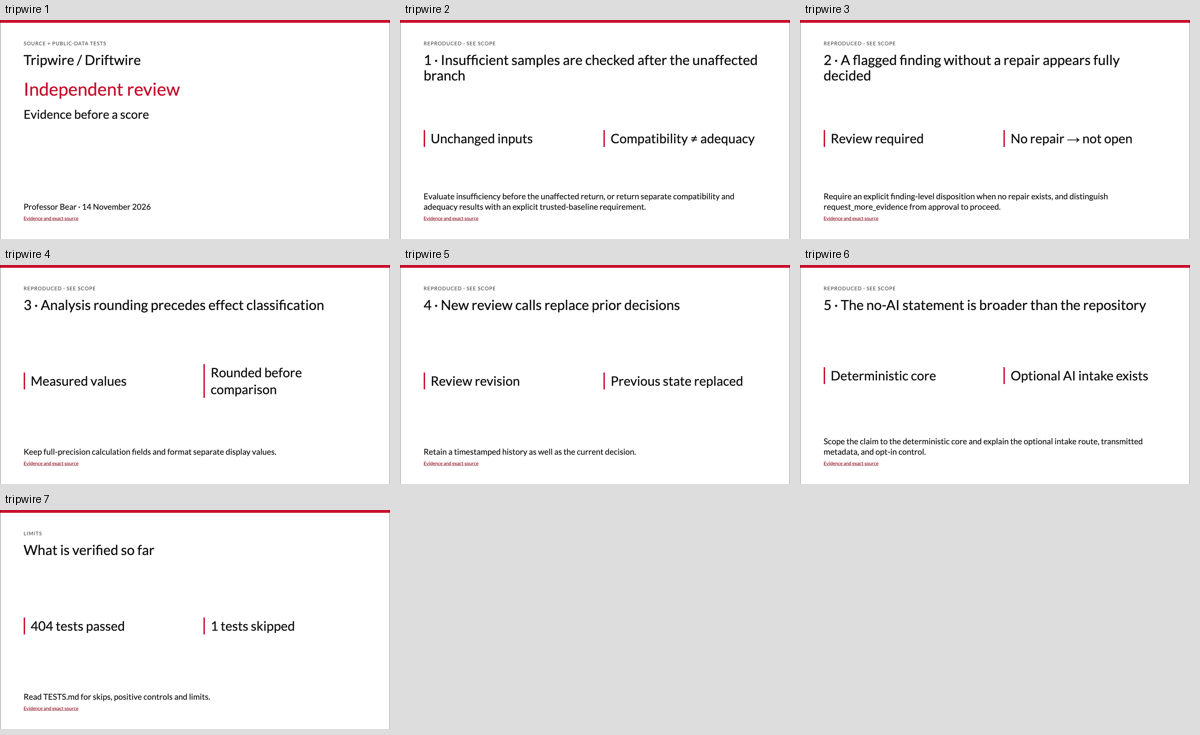 tripwire 1
SOURCE + PUBLIC-DATA TESTS
Tripwire / Driftwire
Independent review
Evidence before a score
Professor Bear · 14 November 2026
Evidence and exact source
tripwire 2
REPRODUCED - SEE SCOPE
1 · Insufficient samples are checked after the unaffected
branch
Unchanged inputs
Compatibility ≠ adequacy
Evaluate insufficiency before the unaffected return, or return separate compatibility and
adequacy results with an explicit trusted-baseline requirement.
Evidence and exact source
tripwire 3
REPRODUCED - SEE SCOPE
2 · A flagged finding without a repair appears fully
decided
Review required
No repair → not open
Require an explicit finding-level disposition when no repair exists, and distinguish
request_more_evidence from approval to proceed.
Evidence and exact source
tripwire 4
REPRODUCED - SEE SCOPE
3 · Analysis rounding precedes effect classification
Measured values
Rounded before
comparison
Keep full-precision calculation fields and format separate display values.
Evidence and exact source
tripwire 5
REPRODUCED - SEE SCOPE
4 · New review calls replace prior decisions
Review revision
Previous state replaced
Retain a timestamped history as well as the current decision.
Evidence and exact source
tripwire 6
REPRODUCED - SEE SCOPE
5 · The no-AI statement is broader than the repository
Deterministic core
Optional AI intake exists
Scope the claim to the deterministic core and explain the optional intake route, transmitted
metadata, and opt-in control.
Evidence and exact source
tripwire 7
LIMITS
What is verified so far
404 tests passed
1 tests skipped
Read TESTS.md for skips, positive controls and limits.
Evidence and exact source